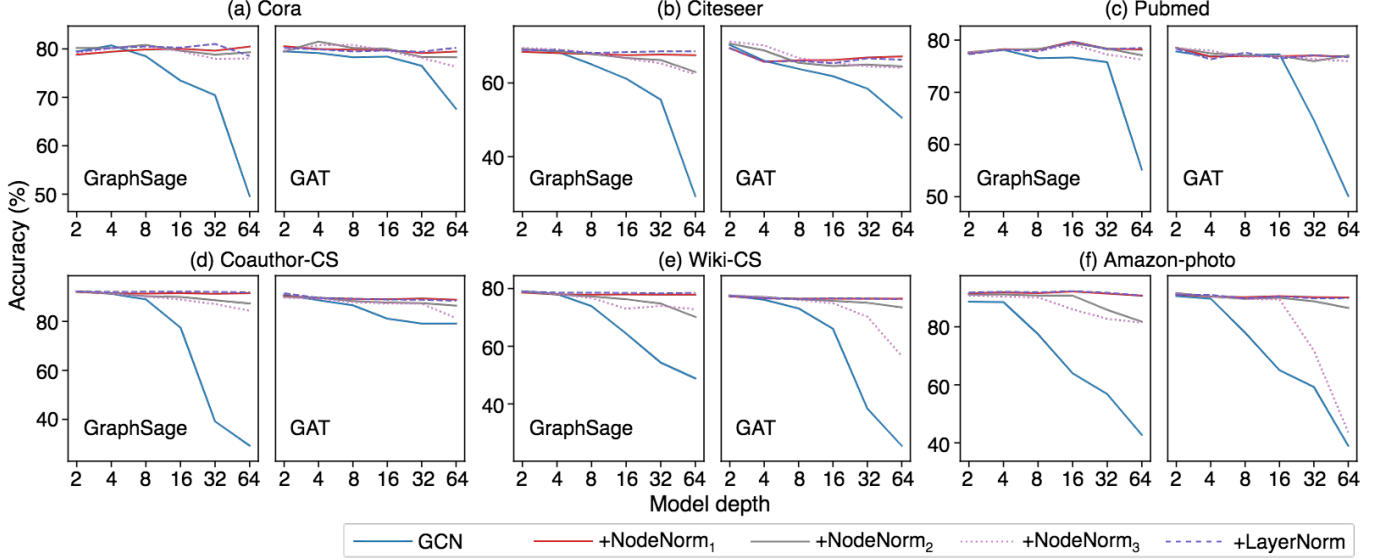 (a) Cora
(b) Citeseer
(c) Pubmed
80
70
60
50
GraphSage
GAT
2 4 8 16 32 64
2 4 8 16 32 64
60
40
GraphSage
GAT
2 4 8 16 32 64
2 4 8 16 32 64
80
70
60
50
GraphSage
GAT
2 4 8 16 32 64
2 4 8 16 32 64
Accuracy (%)
(d) Coauthor-CS
(e) Wiki-CS
(f) Amazon-photo
80
60
40
GraphSage
GAT
2 4 8 16 32 64
2 4 8 16 32 64
80
60
40
GraphSage
GAT
2 4 8 16 32 64
2 4 8 16 32 64
80
60
40
2 4 8 16 32 64
2 4 8 16 32 64
Model depth
GCN +NodeNorm₁ +NodeNorm₂ +NodeNorm₃ +LayerNorm